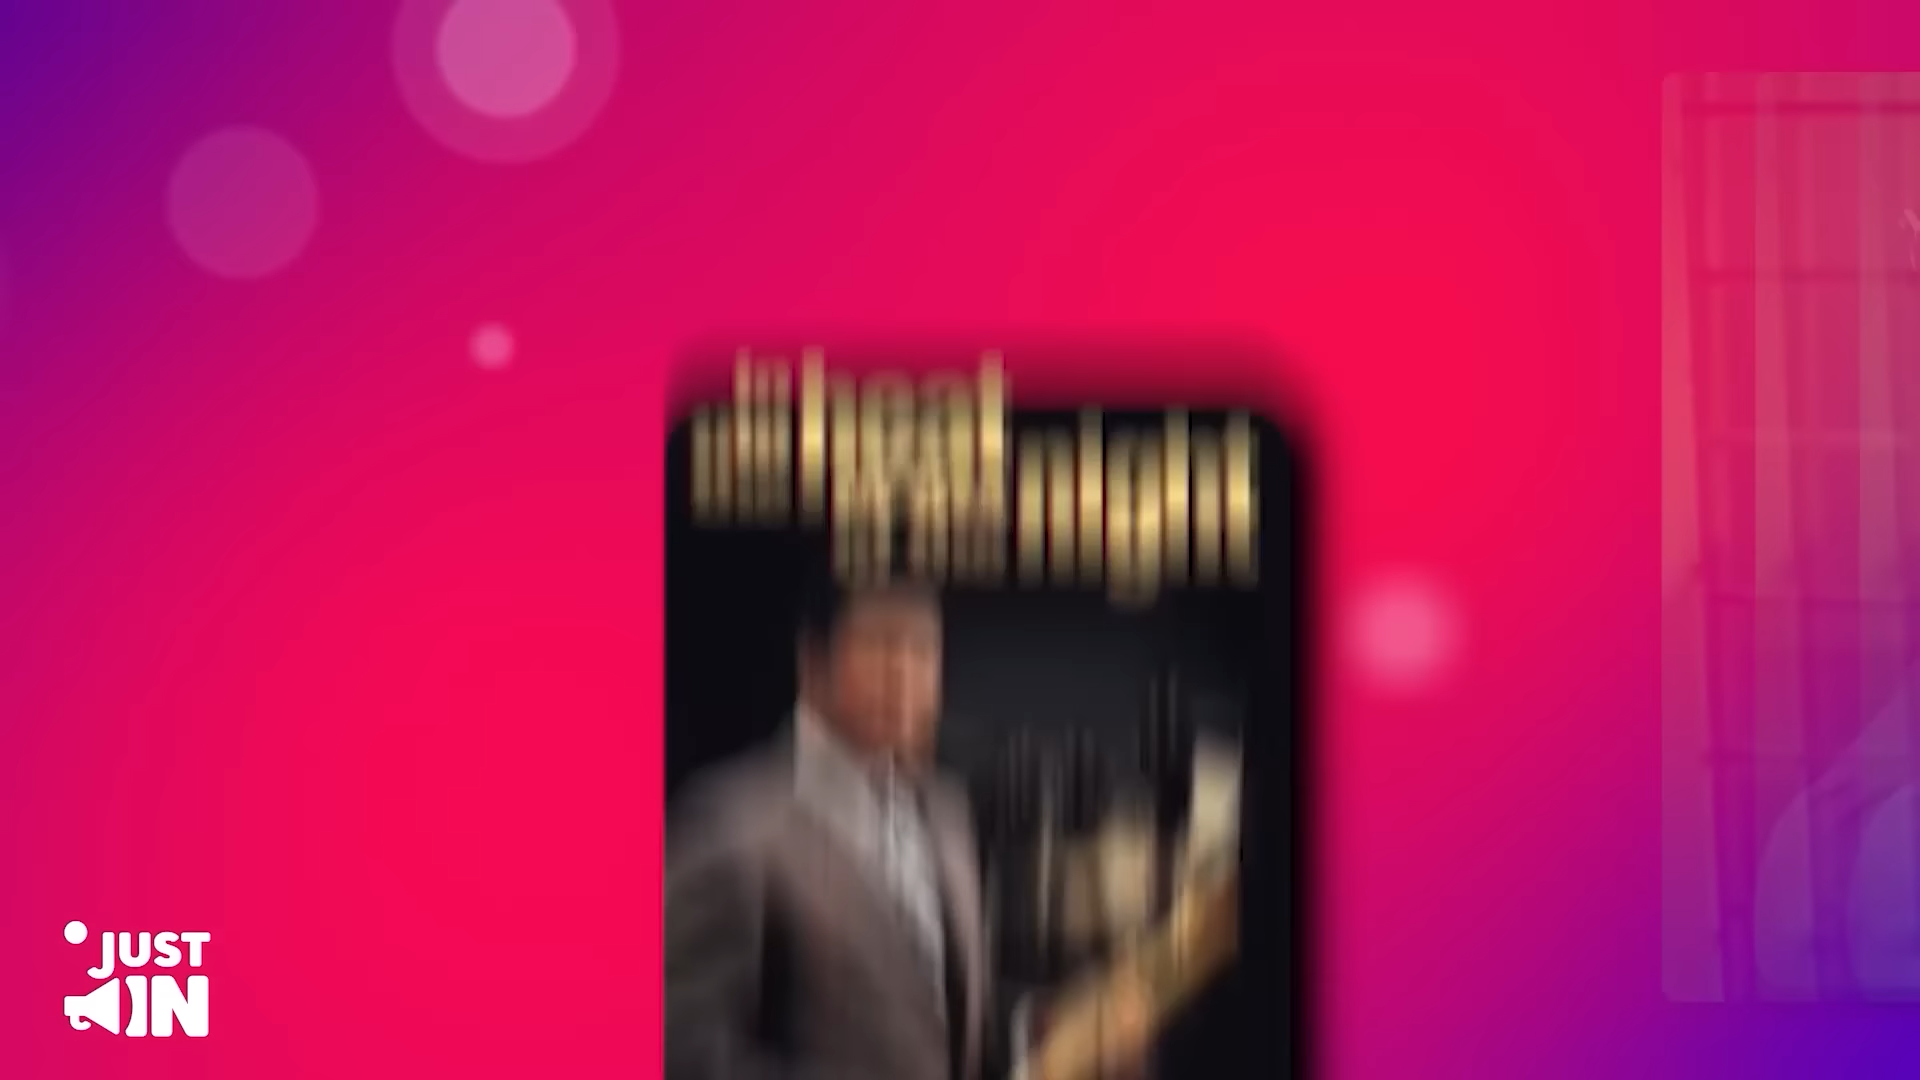 in the heat
of the
night
JUST
IN